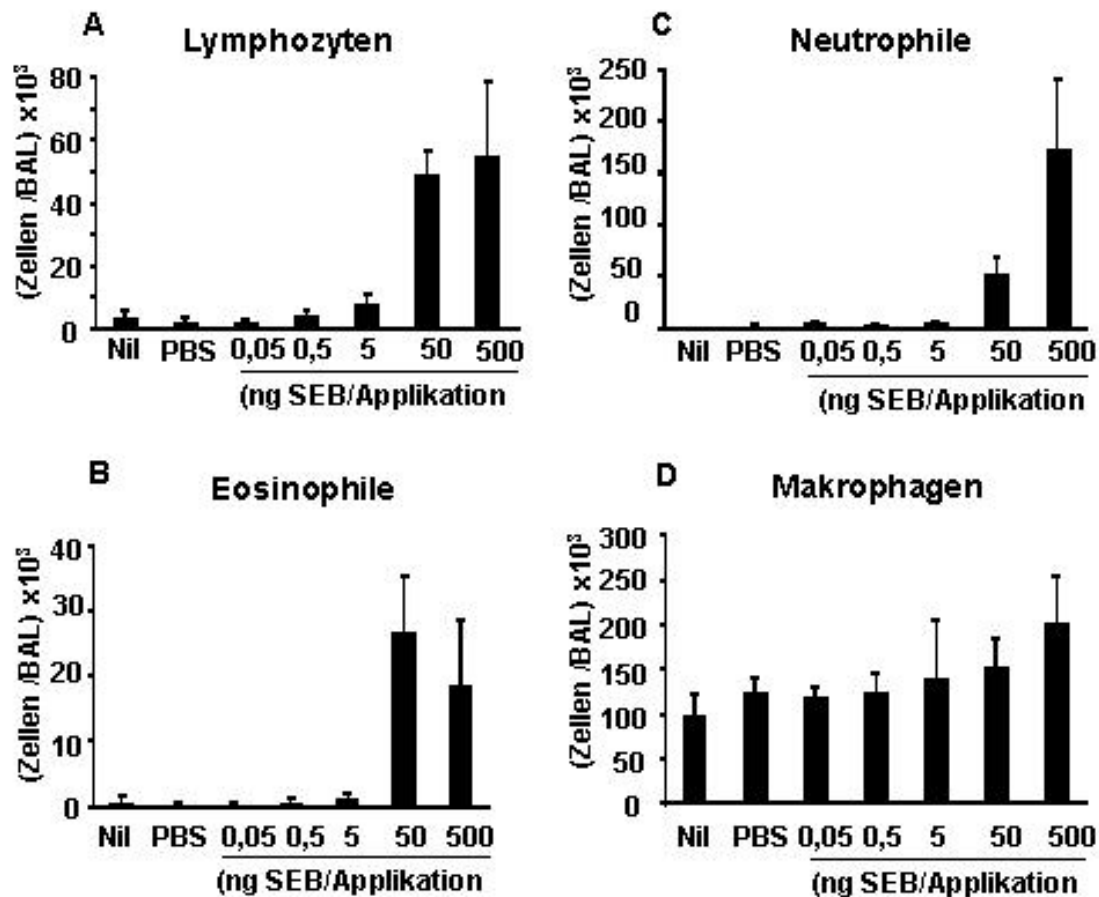 A
Lymphozyten
(Zellen /BAL) x10³
80
60
40
20
0
Nil PBS 0,05 0,5 5 50 500
(ng SEB/Applikation
C
Neutrophile
(Zellen /BAL) x10³
250
200
150
100
50
0
Nil PBS 0,05 0,5 5 50 500
(ng SEB/Applikation
B
Eosinophile
(Zellen /BAL) x10³
40
30
20
10
0
Nil PBS 0,05 0,5 5 50 500
(ng SEB/Applikation
D
Makrophagen
(Zellen /BAL) x10³
300
250
200
150
100
50
0
Nil PBS 0,05 0,5 5 50 500
(ng SEB/Applikation